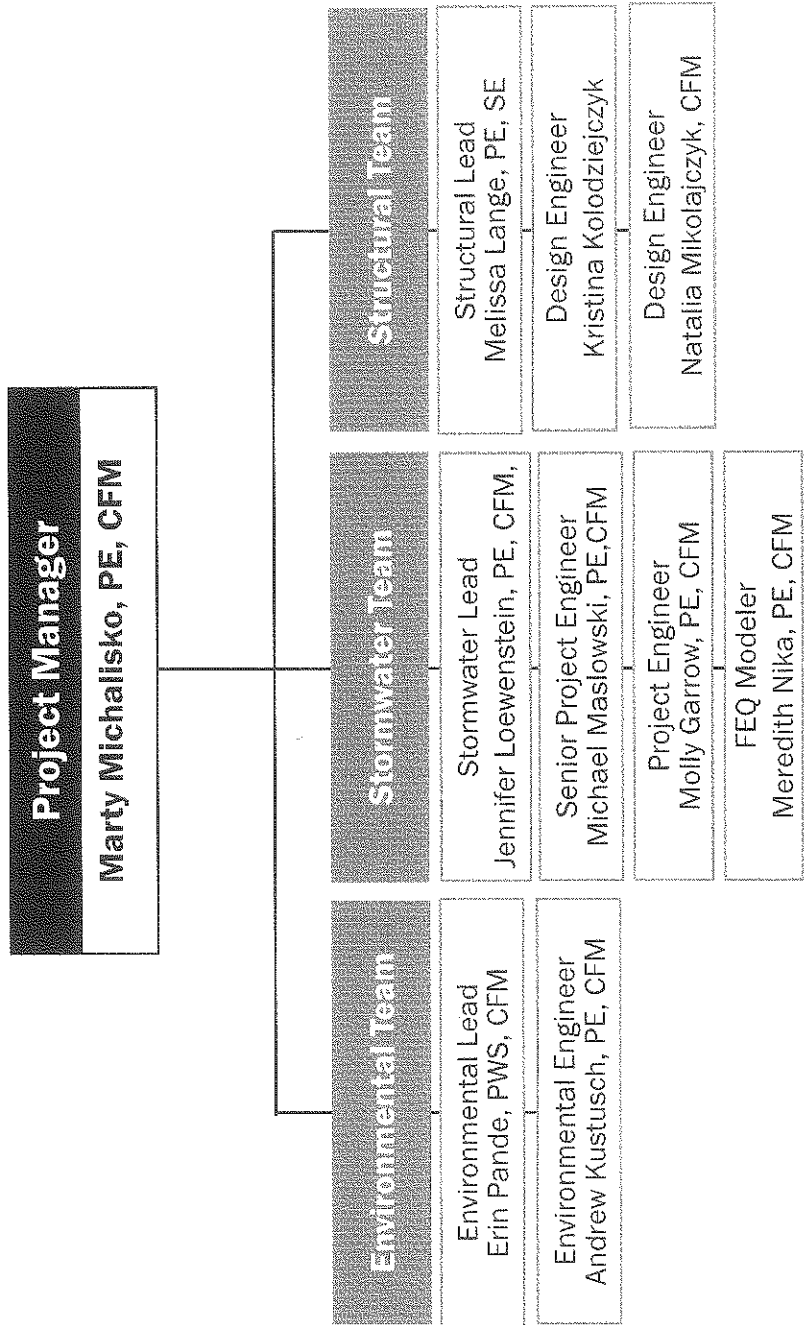 Project Manager
Marty Michalisko, PE, CFM
Environmental Team
Environmental Lead
Erin Pande, PWS, CFM
Environmental Engineer
Andrew Kustusch, PE, CFM
Stormwater Team
Stormwater Lead
Jennifer Loewenstein, PE, CFM,
Senior Project Engineer
Michael Maslowski, PE,CFM
Project Engineer
Molly Garrow, PE, CFM
FEQ Modeler
Meredith Nika, PE, CFM
Structural Team
Structural Lead
Melissa Lange, PE, SE
Design Engineer
Kristina Kolodziejczyk
Design Engineer
Natalia Mikolajczyk, CFM